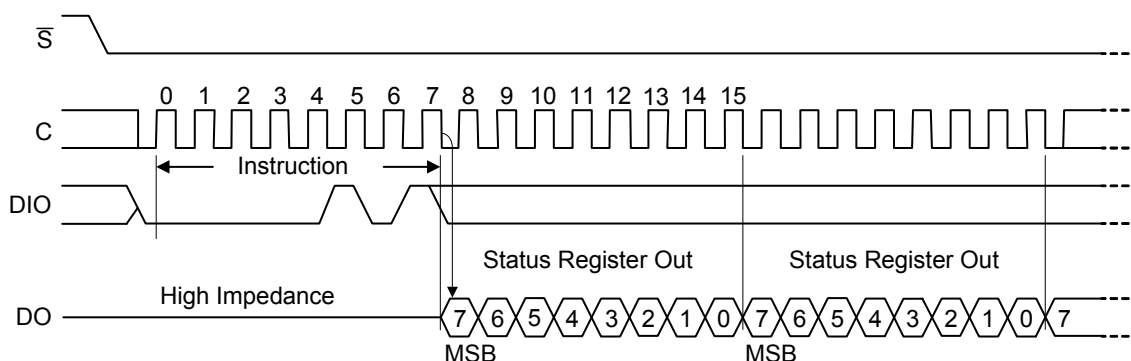 S̅
0 1 2 3 4 5 6 7 8 9 10 11 12 13 14 15
C
Instruction
DIO
Status Register Out Status Register Out
High Impedance
DO 7 6 5 4 3 2 1 0 7 6 5 4 3 2 1 0 7
MSB MSB